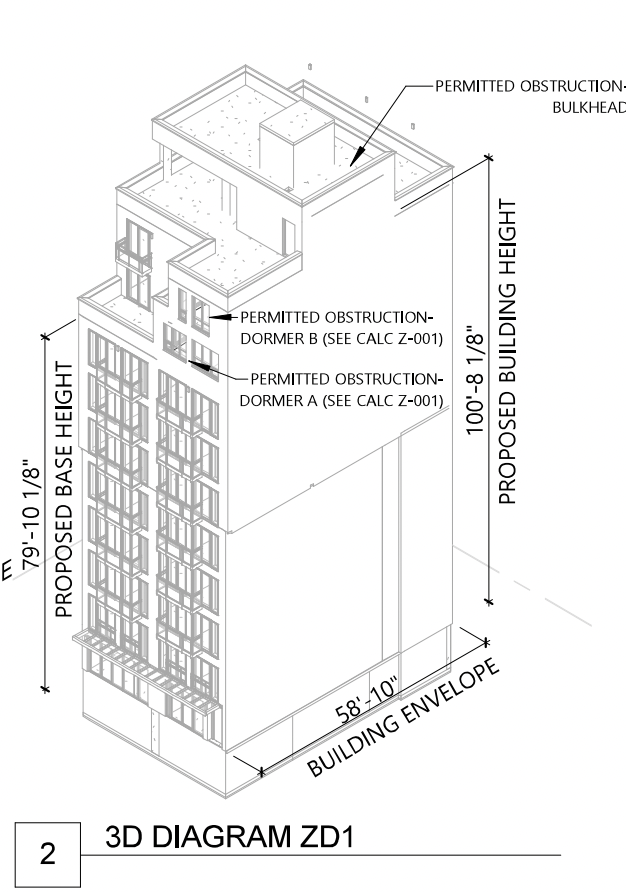 PERMITTED OBSTRUCTION-
BULKHEAD
PERMITTED OBSTRUCTION-
DORMER B (SEE CALC Z-001)
PERMITTED OBSTRUCTION-
DORMER A (SEE CALC Z-001)
100'-8 1/8"
PROPOSED BUILDING HEIGHT
79'-10 1/8"
PROPOSED BASE HEIGHT
E
58'-10"
BUILDING ENVELOPE
2
3D DIAGRAM ZD1